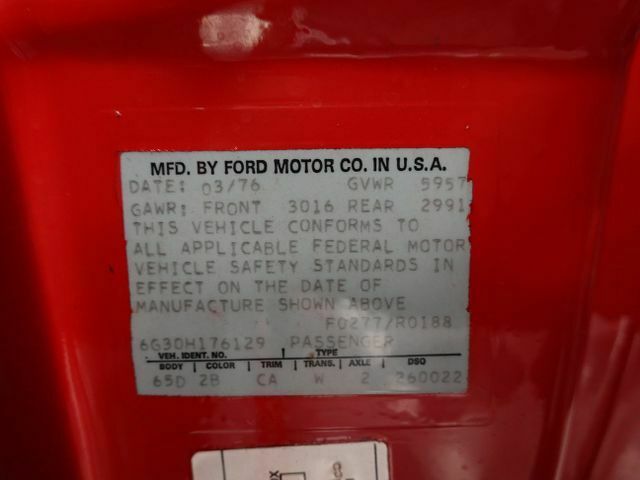 MFD. BY FORD MOTOR CO. IN U.S.A.
DATE: 03/76 GVWR 5957
GAWR: FRONT 3016 REAR 2991
THIS VEHICLE CONFORMS TO
ALL APPLICABLE FEDERAL MOTOR
VEHICLE SAFETY STANDARDS IN
EFFECT ON THE DATE OF
MANUFACTURE SHOWN ABOVE
F0277/R0188
6G30H176129 PASSENGER
VEH. IDENT. NO. TYPE
BODY COLOR TRIM TRANS. AXLE DSO
65D 2B CA W 2 260022